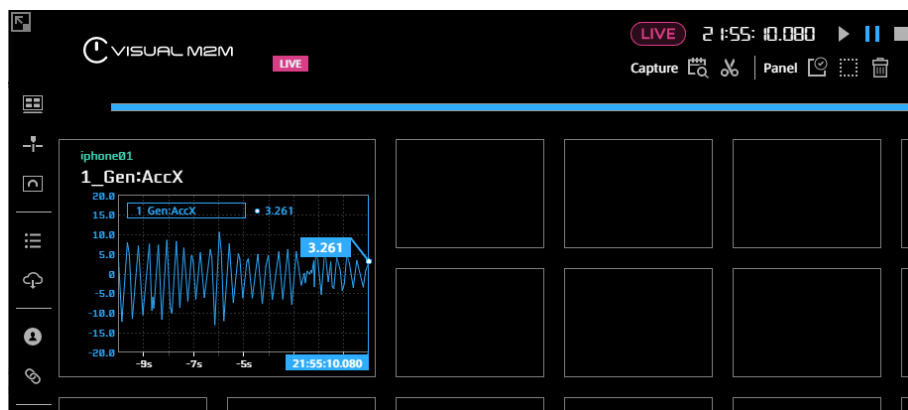 VISUAL M2M
LIVE
LIVE 21:55:10.080
Capture Panel
iphone01
1_Gen:AccX
20.0
15.0
10.0
5.0
0
-5.0
-10.0
-15.0
-20.0
1_Gen:AccX 3.261
3.261
-9s -7s -5s 21:55:10.080